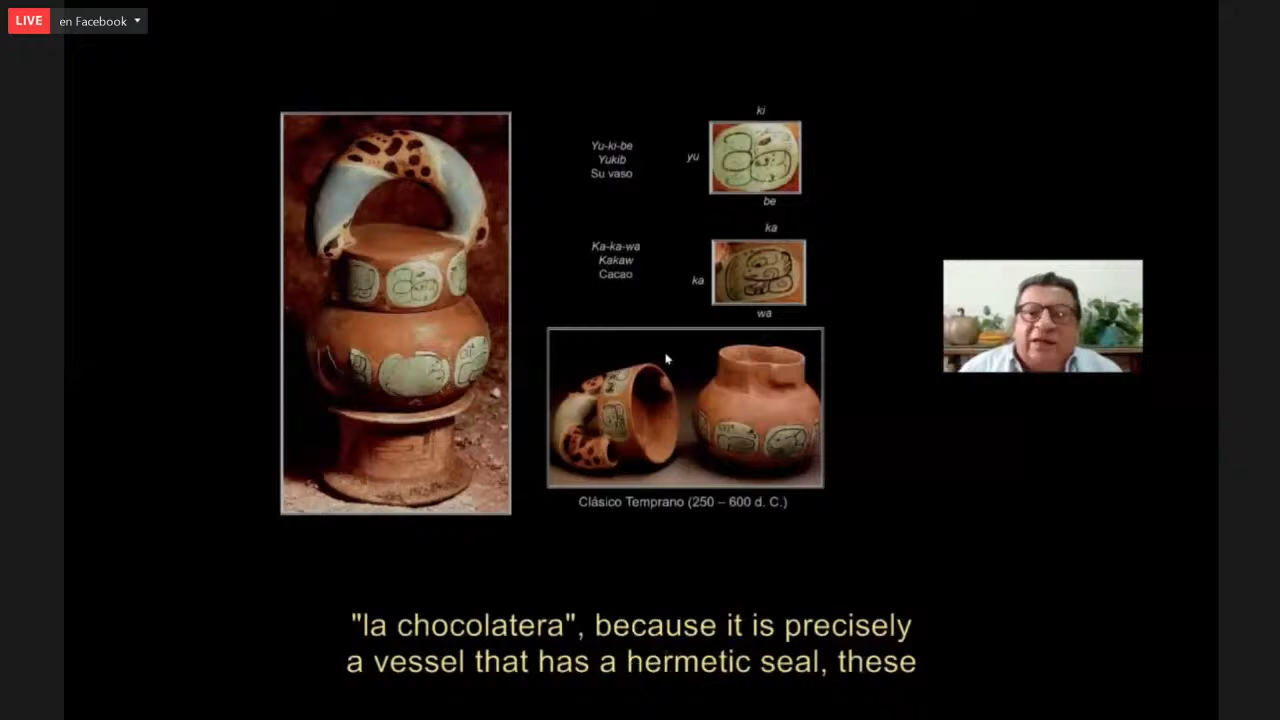 LIVE en Facebook
ki
Yu-ki-be
Yukib
Su vaso
yu
be
ka
Ka-ka-wa
Kakaw
Cacao
ka
wa
Clásico Temprano (250 – 600 d. C.)
"la chocolatera", because it is precisely
a vessel that has a hermetic seal, these